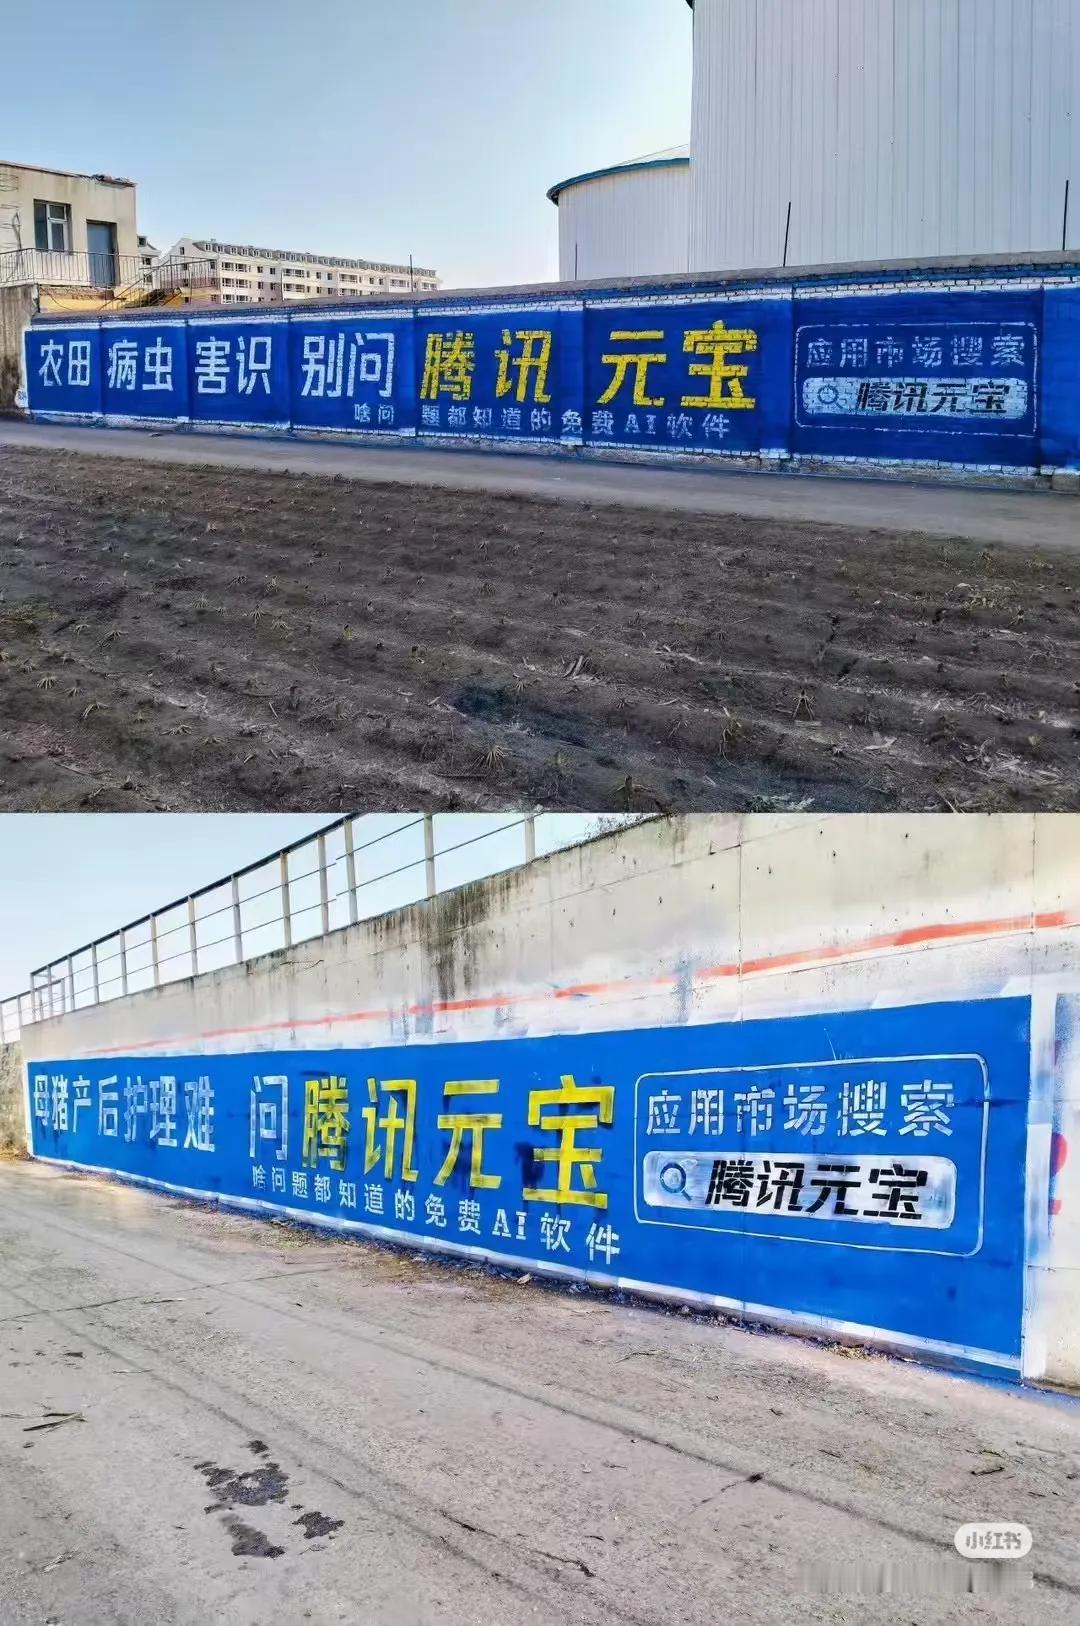 农田病虫害识别问腾讯元宝
啥问题都知道的免费AI软件
应用市场搜索
腾讯元宝
母猪产后护理难 问腾讯元宝
啥问题都知道的免费AI软件
应用市场搜索
腾讯元宝
小红书